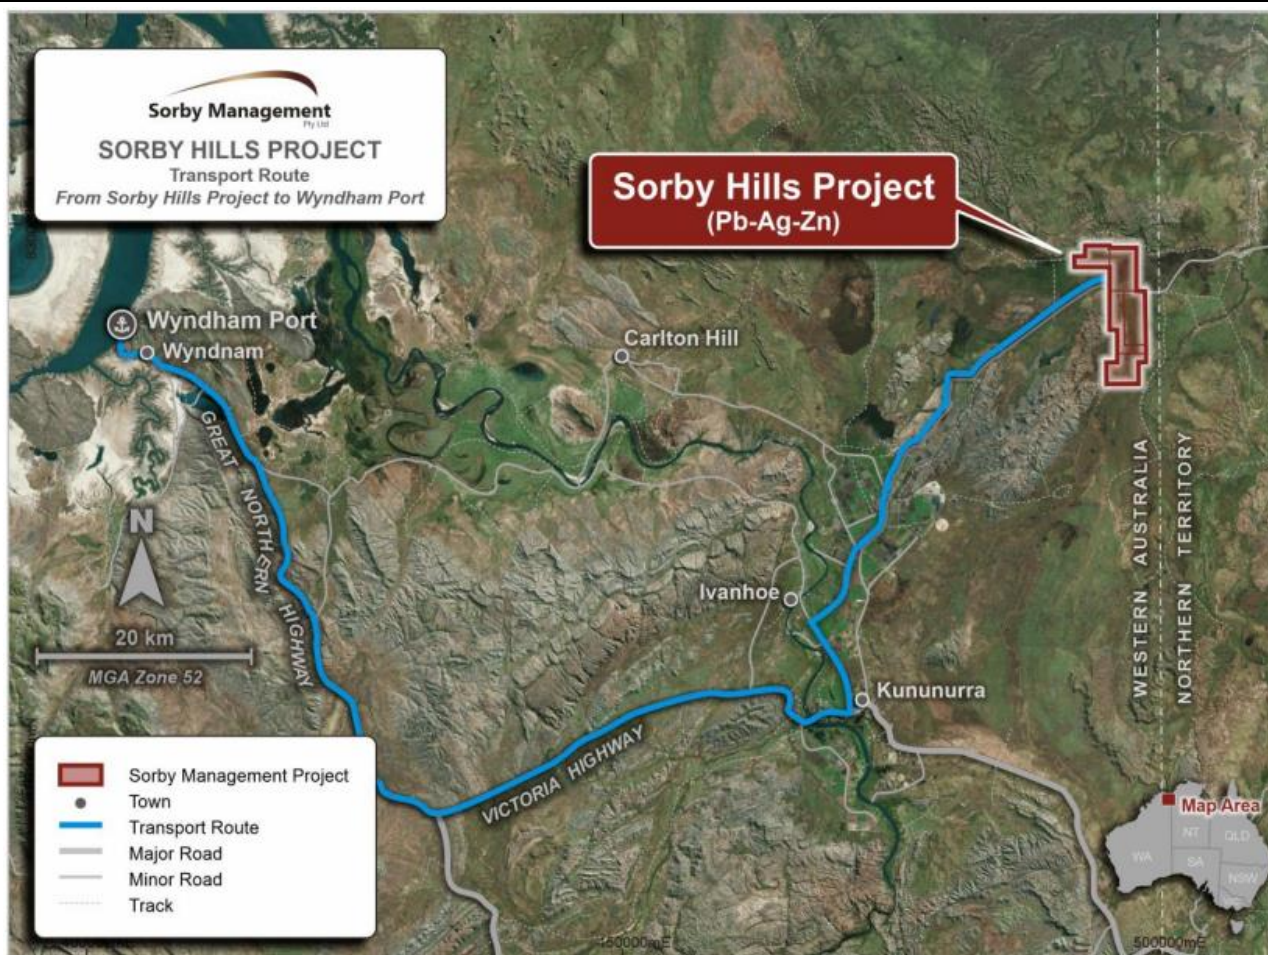 Sorby Management
Pty Ltd
SORBY HILLS PROJECT
Transport Route
From Sorby Hills Project to Wyndham Port
Sorby Hills Project
(Pb-Ag-Zn)
Wyndham Port
Wyndnam
Carlton Hill
GREAT NORTHERN HIGHWAY
WESTERN AUSTRALIA
NORTHERN TERRITORY
N
Ivanhoe
20 km
MGA Zone 52
Kununurra
VICTORIA HIGHWAY
Sorby Management Project
Town
Transport Route
Major Road
Minor Road
Track
Map Area
WA
NT
QLD
SA
NSW
500000mE